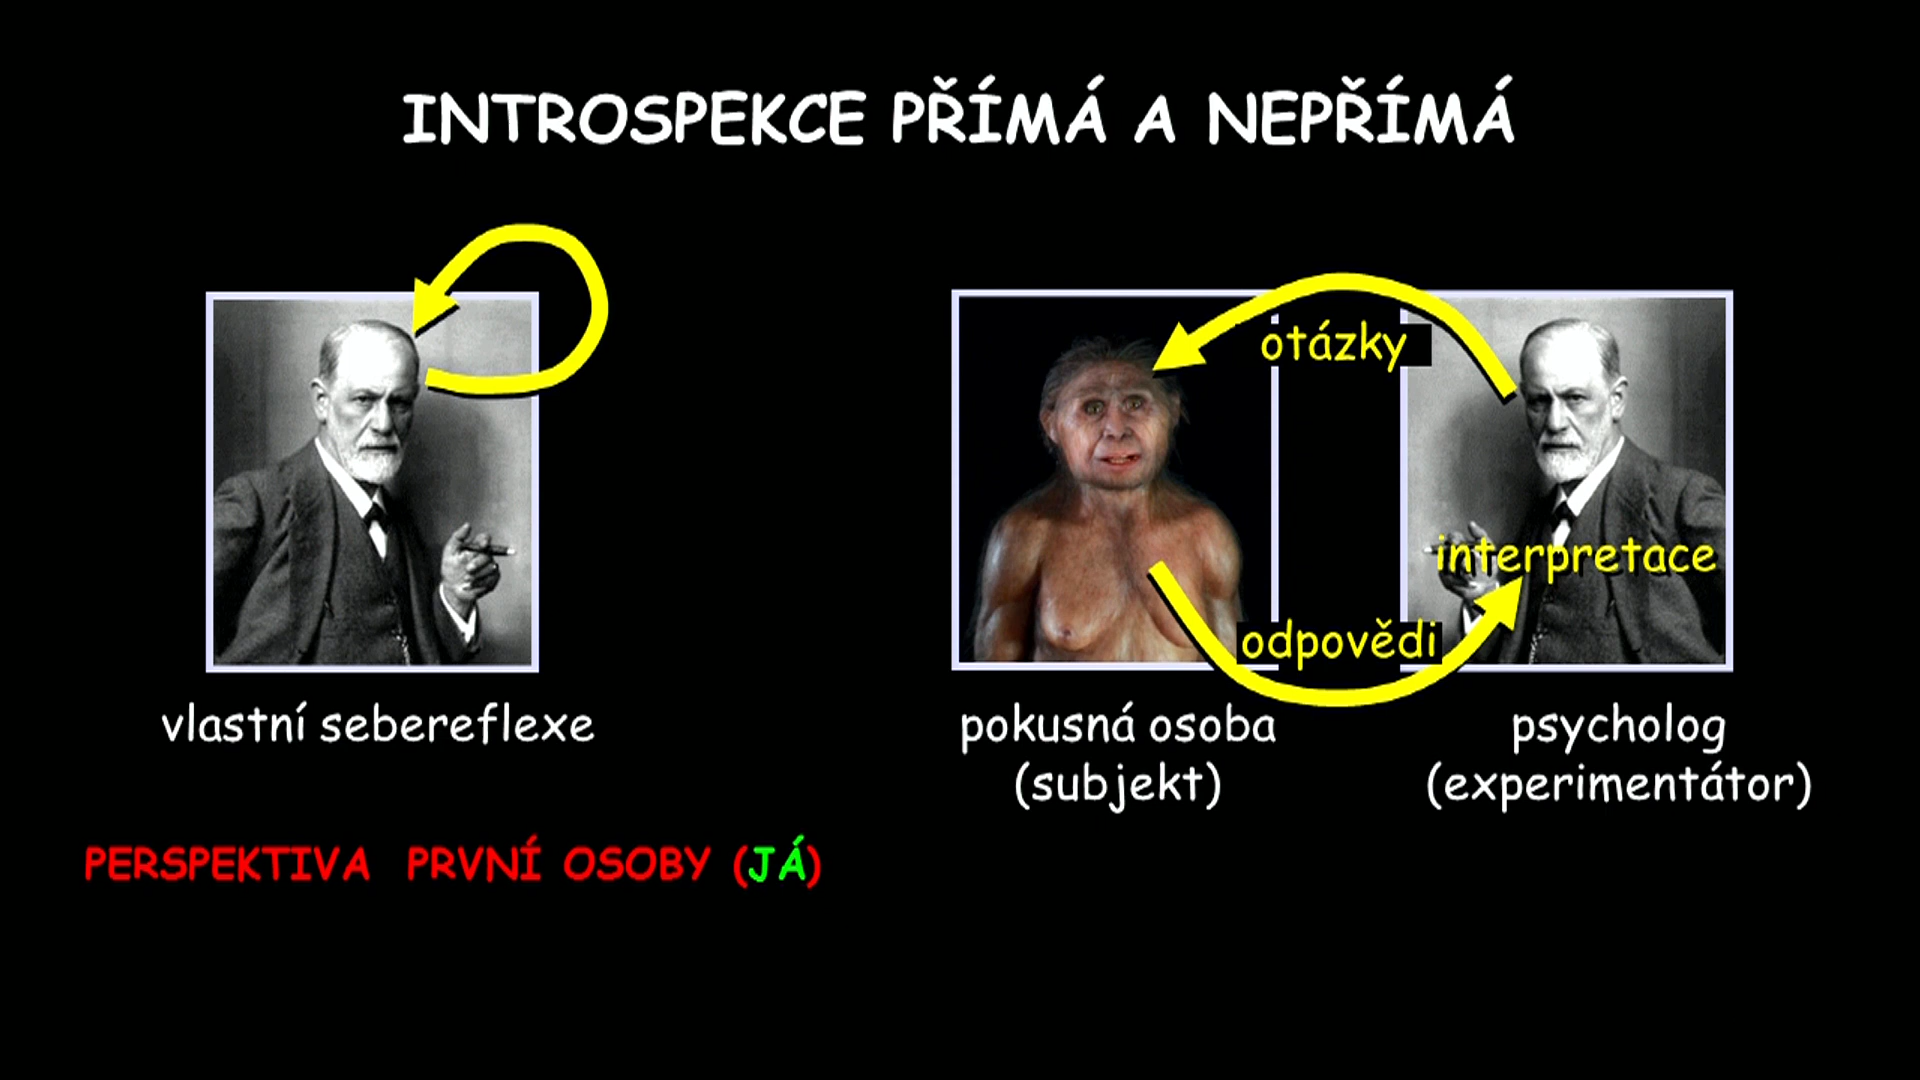 INTROSPEKCE PŘÍMÁ A NEPŘÍMÁ
otázky
interpretace
odpovědi
vlastní sebereflexe
pokusná osoba
(subjekt)
psycholog
(experimentátor)
PERSPEKTIVA PRVNÍ OSOBY (JÁ)